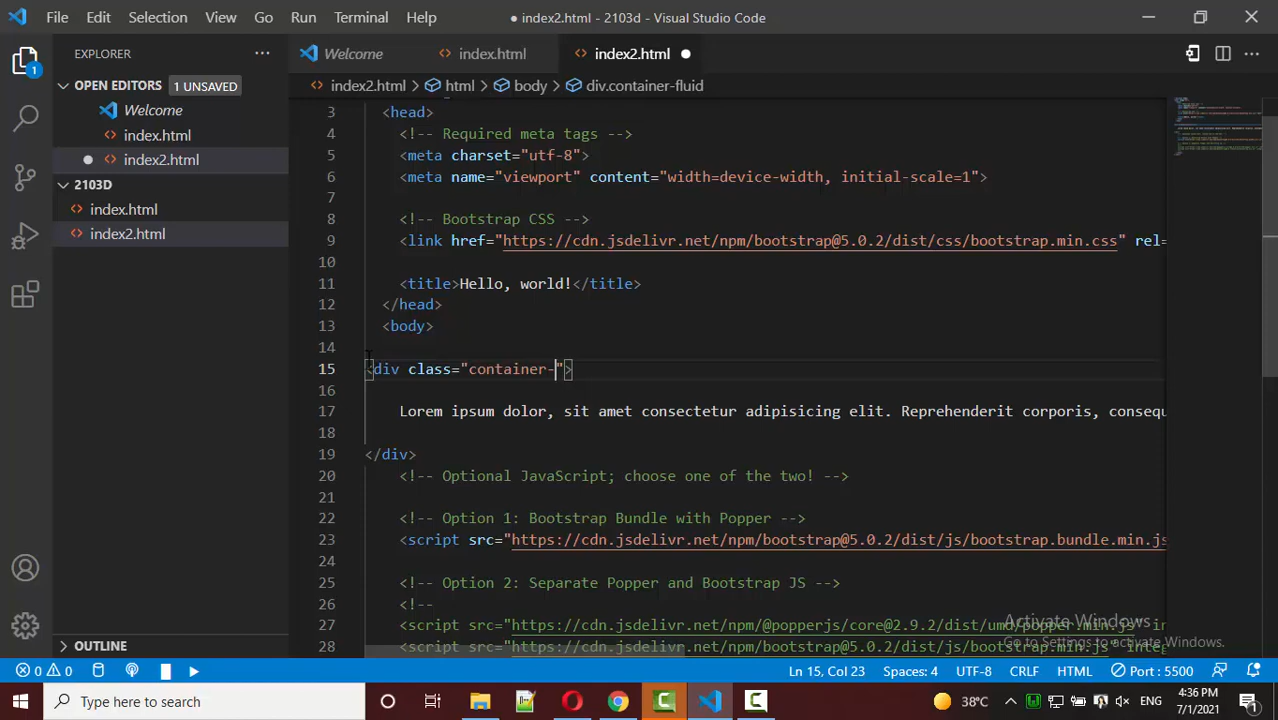 File Edit Selection View Go Run Terminal Help ● index2.html - 2103d - Visual Studio Code
EXPLORER ··· Welcome index.html index2.html ●
OPEN EDITORS 1 UNSAVED
index2.html > html > body > div.container-fluid
Welcome
index.html
● index2.html
2103D
index.html
index2.html
OUTLINE
3 <head>
4 <!-- Required meta tags -->
5 <meta charset="utf-8">
6 <meta name="viewport" content="width=device-width, initial-scale=1">
7
8 <!-- Bootstrap CSS -->
9 <link href="https://cdn.jsdelivr.net/npm/bootstrap@5.0.2/dist/css/bootstrap.min.css" rel=
10
11 <title>Hello, world!</title>
12 </head>
13 <body>
14
15 <div class="container-">
16
17 Lorem ipsum dolor, sit amet consectetur adipisicing elit. Reprehenderit corporis, consequ
18
19 </div>
20 <!-- Optional JavaScript; choose one of the two! -->
21
22 <!-- Option 1: Bootstrap Bundle with Popper -->
23 <script src="https://cdn.jsdelivr.net/npm/bootstrap@5.0.2/dist/js/bootstrap.bundle.min.js
24
25 <!-- Option 2: Separate Popper and Bootstrap JS -->
26 <!--
27 <script src="https://cdn.jsdelivr.net/npm/@popperjs/core@2.9.2/dist/umd/popper.min.js" in
28 <script src="https://cdn.jsdelivr.net/npm/bootstrap@5.0.2/dist/js/bootstrap.min.js" integ
Activate Windows
Go to Settings to activate Windows.
1
0 0 Ln 15, Col 23 Spaces: 4 UTF-8 CRLF HTML Port : 5500
Type here to search 38°C ENG 4:36 PM
7/1/2021 1